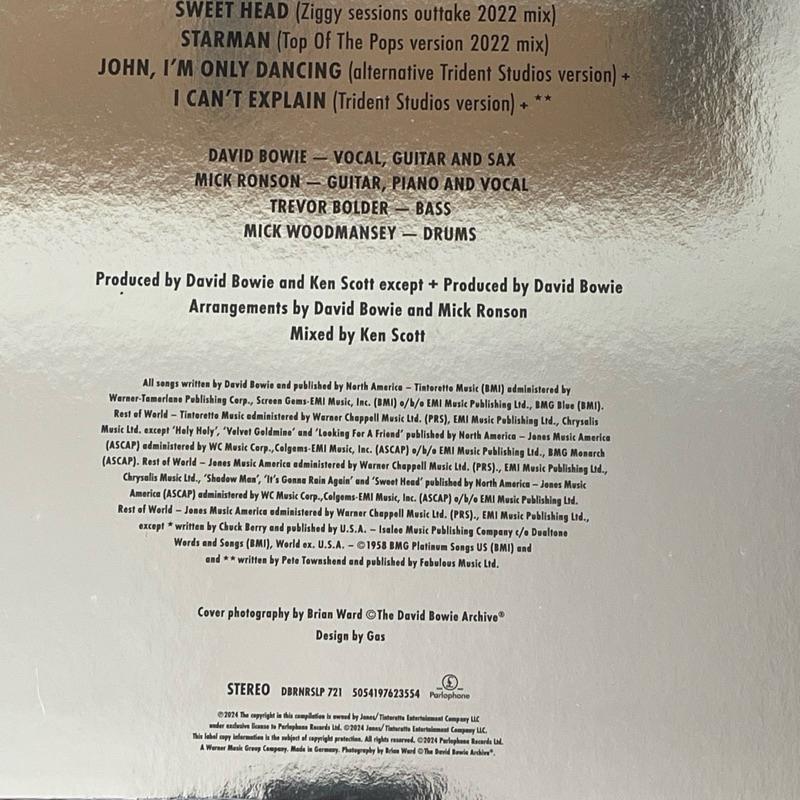 SWEET HEAD (Ziggy sessions outtake 2022 mix)
STARMAN (Top Of The Pops version 2022 mix)
JOHN, I'M ONLY DANCING (alternative Trident Studios version) +
I CAN'T EXPLAIN (Trident Studios version) + **
DAVID BOWIE — VOCAL, GUITAR AND SAX
MICK RONSON — GUITAR, PIANO AND VOCAL
TREVOR BOLDER — BASS
MICK WOODMANSEY — DRUMS
Produced by David Bowie and Ken Scott except + Produced by David Bowie
Arrangements by David Bowie and Mick Ronson
Mixed by Ken Scott
All songs written by David Bowie and published by North America – Tintoretto Music (BMI) administered by
Warner-Tamerlane Publishing Corp., Screen Gems-EMI Music, Inc. (BMI) o/b/o EMI Music Publishing Ltd., BMG Blue (BMI).
Rest of World – Tintoretto Music administered by Warner Chappell Music Ltd. (PRS), EMI Music Publishing Ltd., Chrysalis
Music Ltd. except 'Holy Holy', 'Velvet Goldmine' and 'Looking For A Friend' published by North America – Jones Music America
(ASCAP) administered by WC Music Corp.,Colgems-EMI Music, Inc. (ASCAP) o/b/o EMI Music Publishing Ltd., BMG Monarch
(ASCAP). Rest of World – Jones Music America administered by Warner Chappell Music Ltd. (PRS)., EMI Music Publishing Ltd.,
Chrysalis Music Ltd., 'Shadow Man', 'It's Gonna Rain Again' and 'Sweet Head' published by North America – Jones Music
America (ASCAP) administered by WC Music Corp.,Colgems-EMI Music, Inc. (ASCAP) o/b/o EMI Music Publishing Ltd.
Rest of World – Jones Music America administered by Warner Chappell Music Ltd. (PRS)., EMI Music Publishing Ltd.,
except * written by Chuck Berry and published by U.S.A. – Isalee Music Publishing Company c/o Dualtone
Words and Songs (BMI), World ex. U.S.A. – ©1958 BMG Platinum Songs US (BMI) and
and ** written by Pete Townshend and published by Fabulous Music Ltd.
Cover photography by Brian Ward ©The David Bowie Archive®
Design by Gas
STEREO DBRNRSLP 721 5054197623554 Parlophone
℗2024 The copyright in this compilation is owned by Jones/Tintoretto Entertainment Company LLC
under exclusive license to Parlophone Records Ltd. ©2024 Jones/Tintoretto Entertainment Company LLC.
This label copy information is the subject of copyright protection. All rights reserved. ©2024 Parlophone Records Ltd.
A Warner Music Group Company. Made in Germany. Photography by Brian Ward ©The David Bowie Archive®.